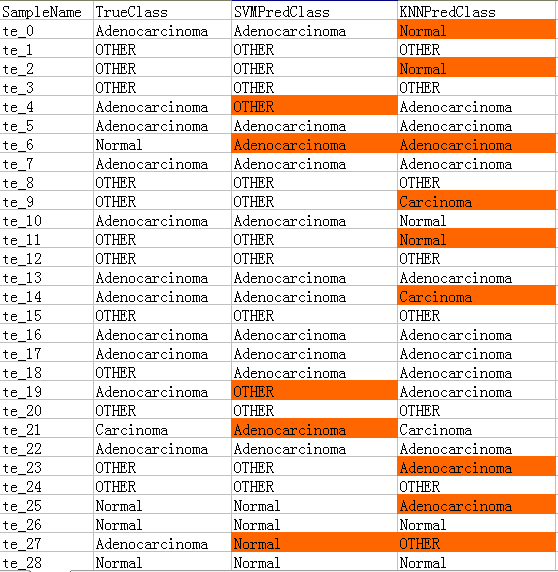 SampleName TrueClass SVMPredClass KNNPredClass
te_0 Adenocarcinoma Adenocarcinoma Normal
te_1 OTHER OTHER OTHER
te_2 OTHER OTHER Normal
te_3 OTHER OTHER OTHER
te_4 Adenocarcinoma OTHER Adenocarcinoma
te_5 Adenocarcinoma Adenocarcinoma Adenocarcinoma
te_6 Normal Adenocarcinoma Adenocarcinoma
te_7 Adenocarcinoma Adenocarcinoma Adenocarcinoma
te_8 OTHER OTHER OTHER
te_9 OTHER OTHER Carcinoma
te_10 Adenocarcinoma Adenocarcinoma Normal
te_11 OTHER OTHER Normal
te_12 OTHER OTHER OTHER
te_13 Adenocarcinoma Adenocarcinoma Adenocarcinoma
te_14 Adenocarcinoma Adenocarcinoma Carcinoma
te_15 OTHER OTHER OTHER
te_16 Adenocarcinoma Adenocarcinoma Adenocarcinoma
te_17 Adenocarcinoma Adenocarcinoma Adenocarcinoma
te_18 OTHER Adenocarcinoma Adenocarcinoma
te_19 Adenocarcinoma OTHER Adenocarcinoma
te_20 OTHER OTHER OTHER
te_21 Carcinoma Adenocarcinoma Carcinoma
te_22 Adenocarcinoma Adenocarcinoma Adenocarcinoma
te_23 OTHER OTHER Adenocarcinoma
te_24 OTHER OTHER OTHER
te_25 Normal Normal Adenocarcinoma
te_26 Normal Normal Normal
te_27 Adenocarcinoma Normal OTHER
te_28 Normal Normal Normal